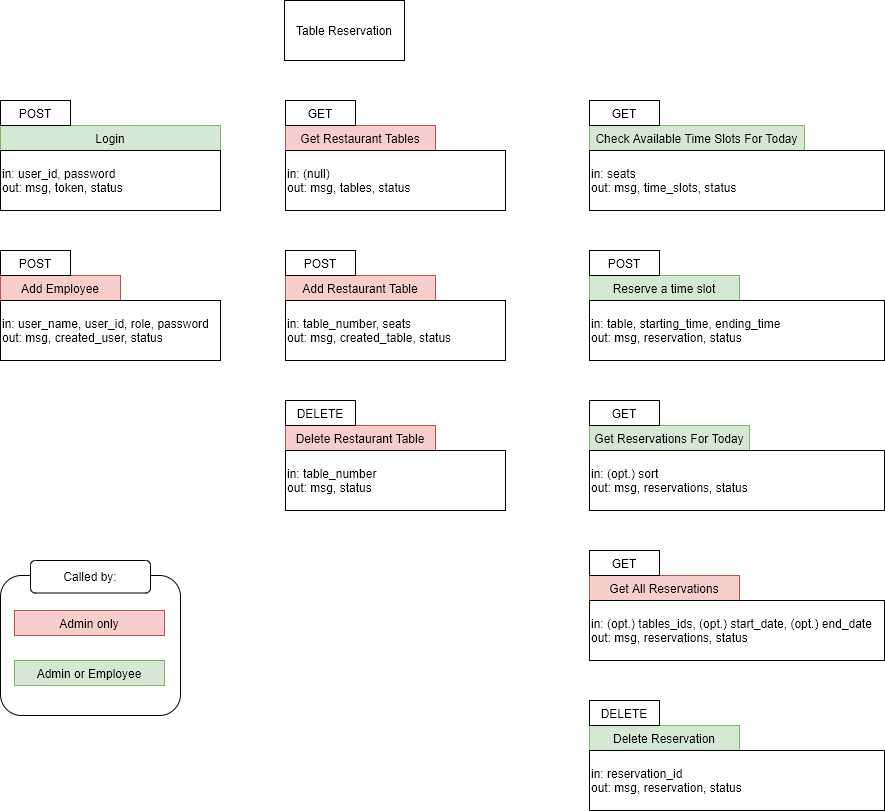 Table Reservation
POST
Login
in: user_id, password
out: msg, token, status
POST
Add Employee
in: user_name, user_id, role, password
out: msg, created_user, status
GET
Get Restaurant Tables
in: (null)
out: msg, tables, status
POST
Add Restaurant Table
in: table_number, seats
out: msg, created_table, status
DELETE
Delete Restaurant Table
in: table_number
out: msg, status
GET
Check Available Time Slots For Today
in: seats
out: msg, time_slots, status
POST
Reserve a time slot
in: table, starting_time, ending_time
out: msg, reservation, status
GET
Get Reservations For Today
in: (opt.) sort
out: msg, reservations, status
GET
Get All Reservations
in: (opt.) tables_ids, (opt.) start_date, (opt.) end_date
out: msg, reservations, status
DELETE
Delete Reservation
in: reservation_id
out: msg, reservation, status
Called by:
Admin only
Admin or Employee